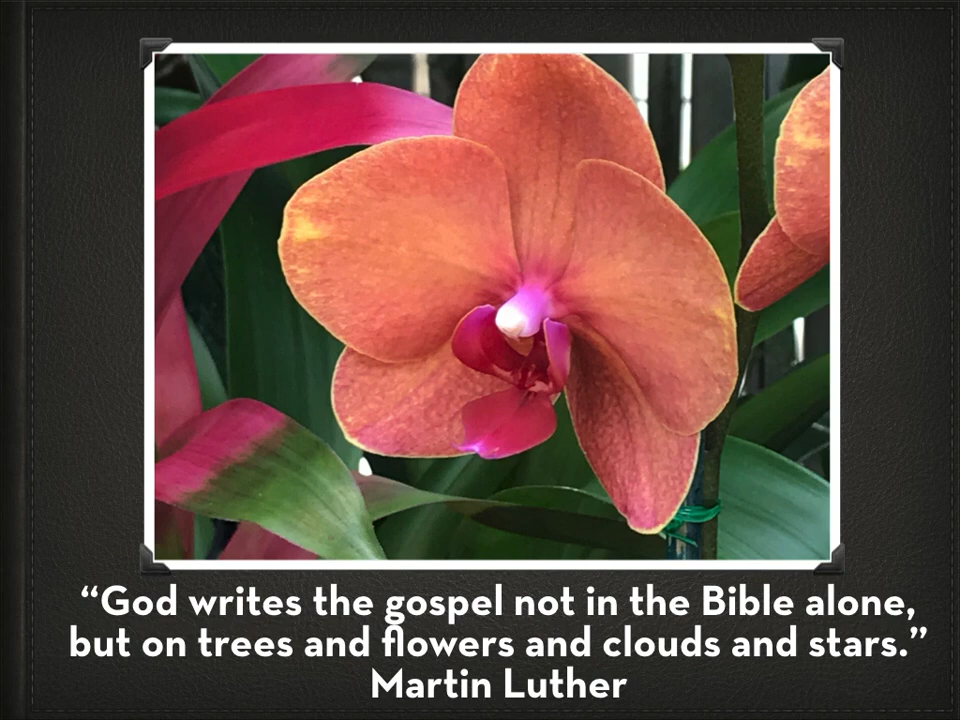 “God writes the gospel not in the Bible alone,
but on trees and flowers and clouds and stars.”
Martin Luther